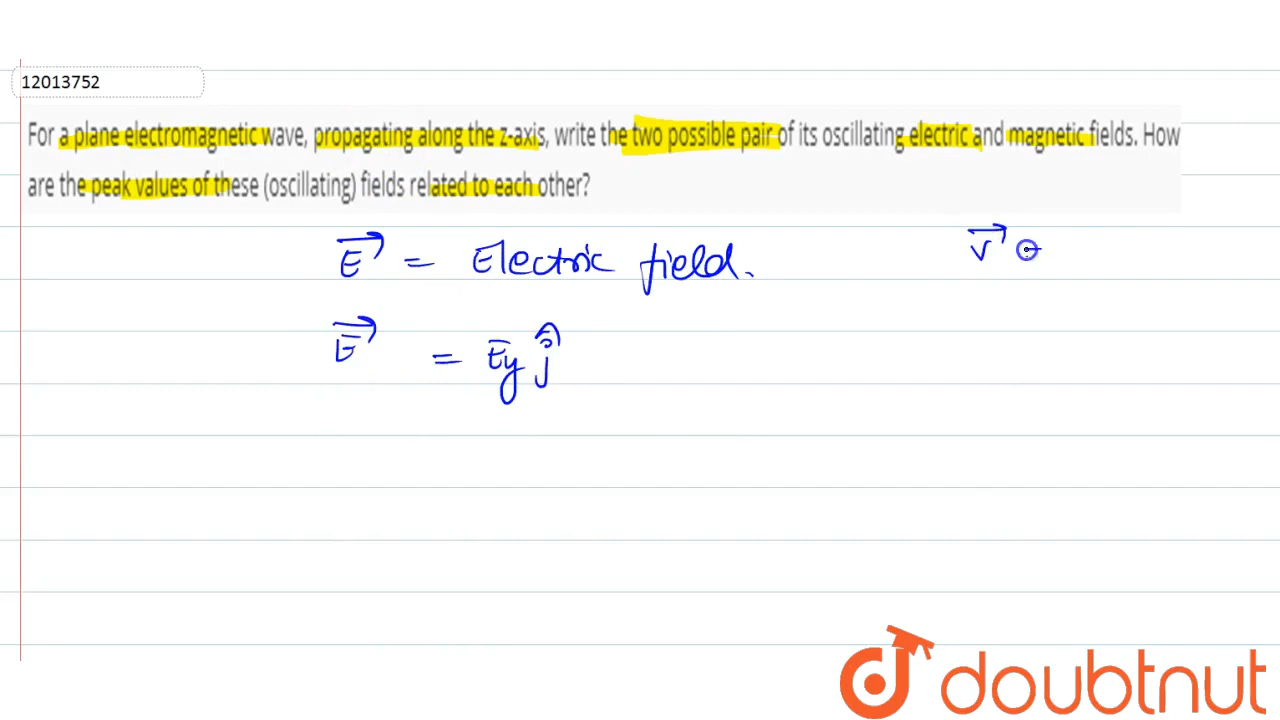 12013752
For a plane electromagnetic wave, propagating along the z-axis, write the two possible pair of its oscillating electric and magnetic fields. How
are the peak values of these (oscillating) fields related to each other?
E⃗ = Electric field.
V⃗
E⃗ = Ey ĵ
doubtnut